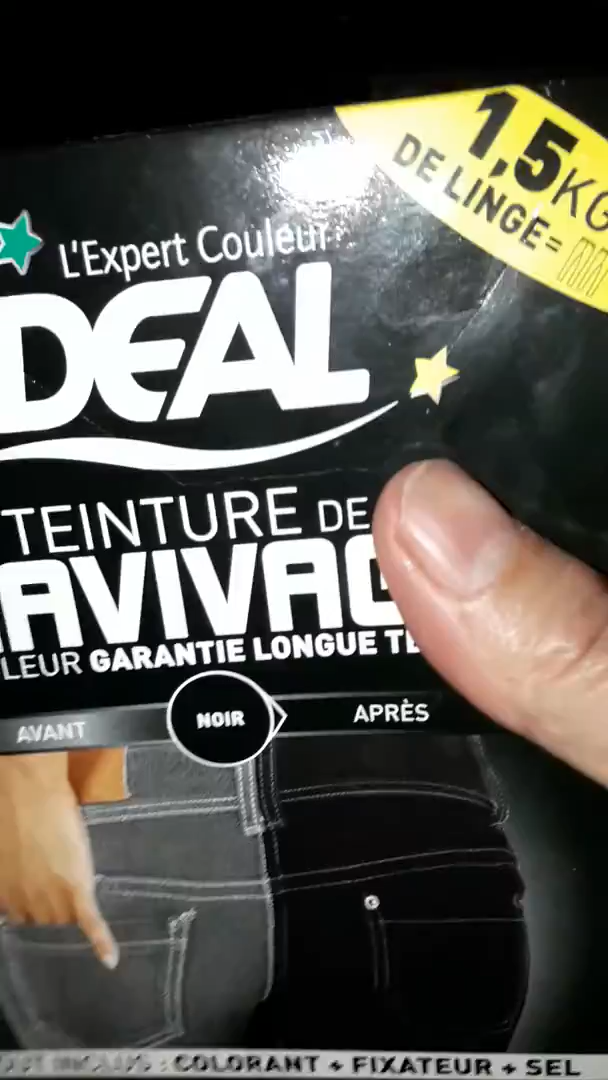 1,5KG
DE LINGE=
L'Expert Couleur
DEAL
TEINTURE DE
AVIVAG
LEUR GARANTIE LONGUE TE
AVANT
NOIR
APRÈS
INCLUS : COLORANT + FIXATEUR + SEL